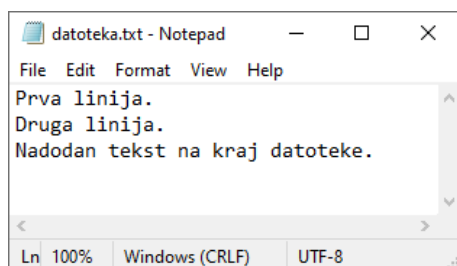 datoteka.txt - Notepad
File Edit Format View Help
Prva linija.
Druga linija.
Nadodan tekst na kraj datoteke.
Ln 100% Windows (CRLF) UTF-8